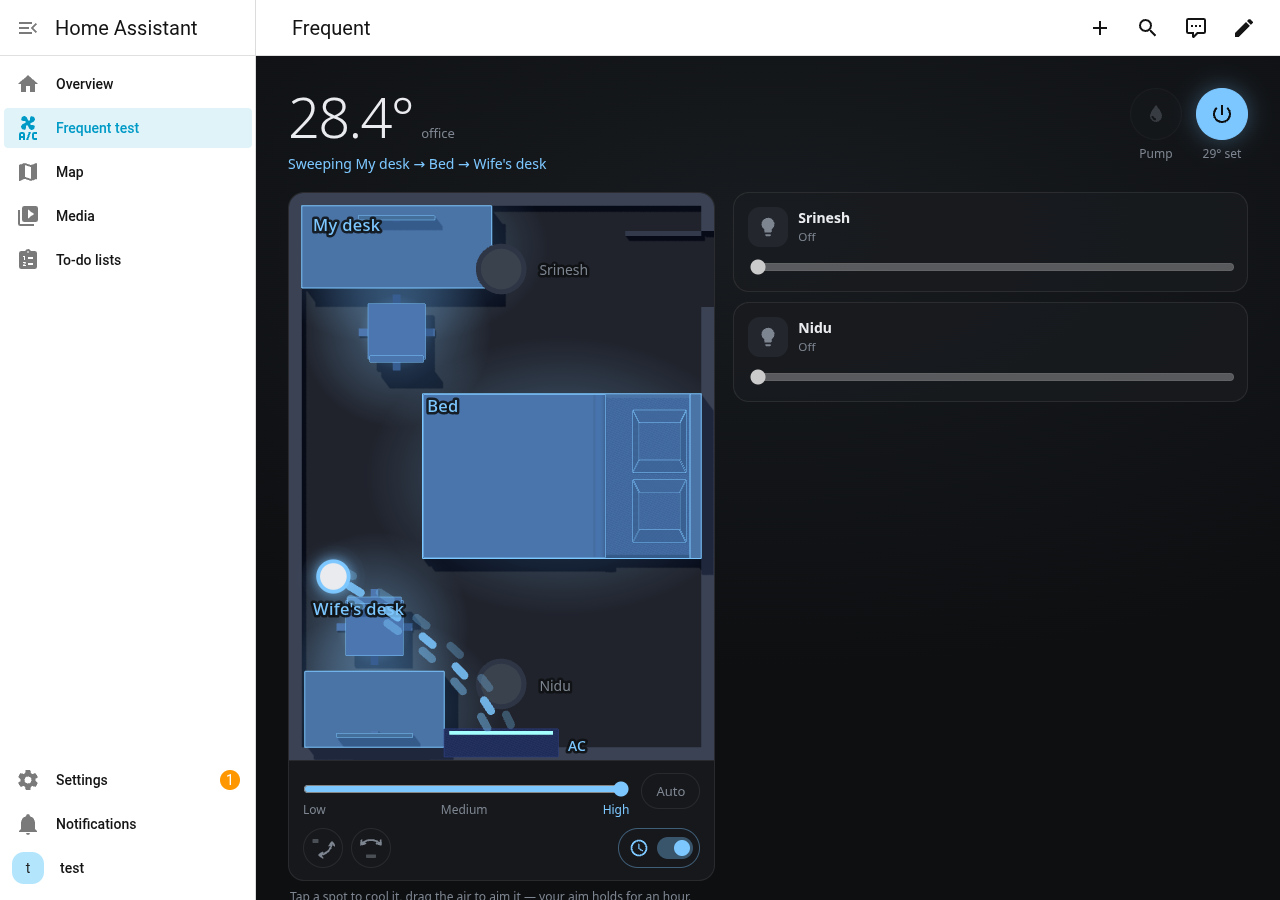 Home Assistant
Frequent
Overview
A/C
Frequent test
Map
Media
To-do lists
Settings
1
Notifications
t
test
28.4° office
Sweeping My desk → Bed → Wife's desk
Pump
29° set
My desk
Srinesh
Bed
Wife's desk
Nidu
AC
Low
Medium
High
Auto
Tap a spot to cool it, drag the air to aim it — your aim holds for an hour.
Srinesh
Off
Nidu
Off